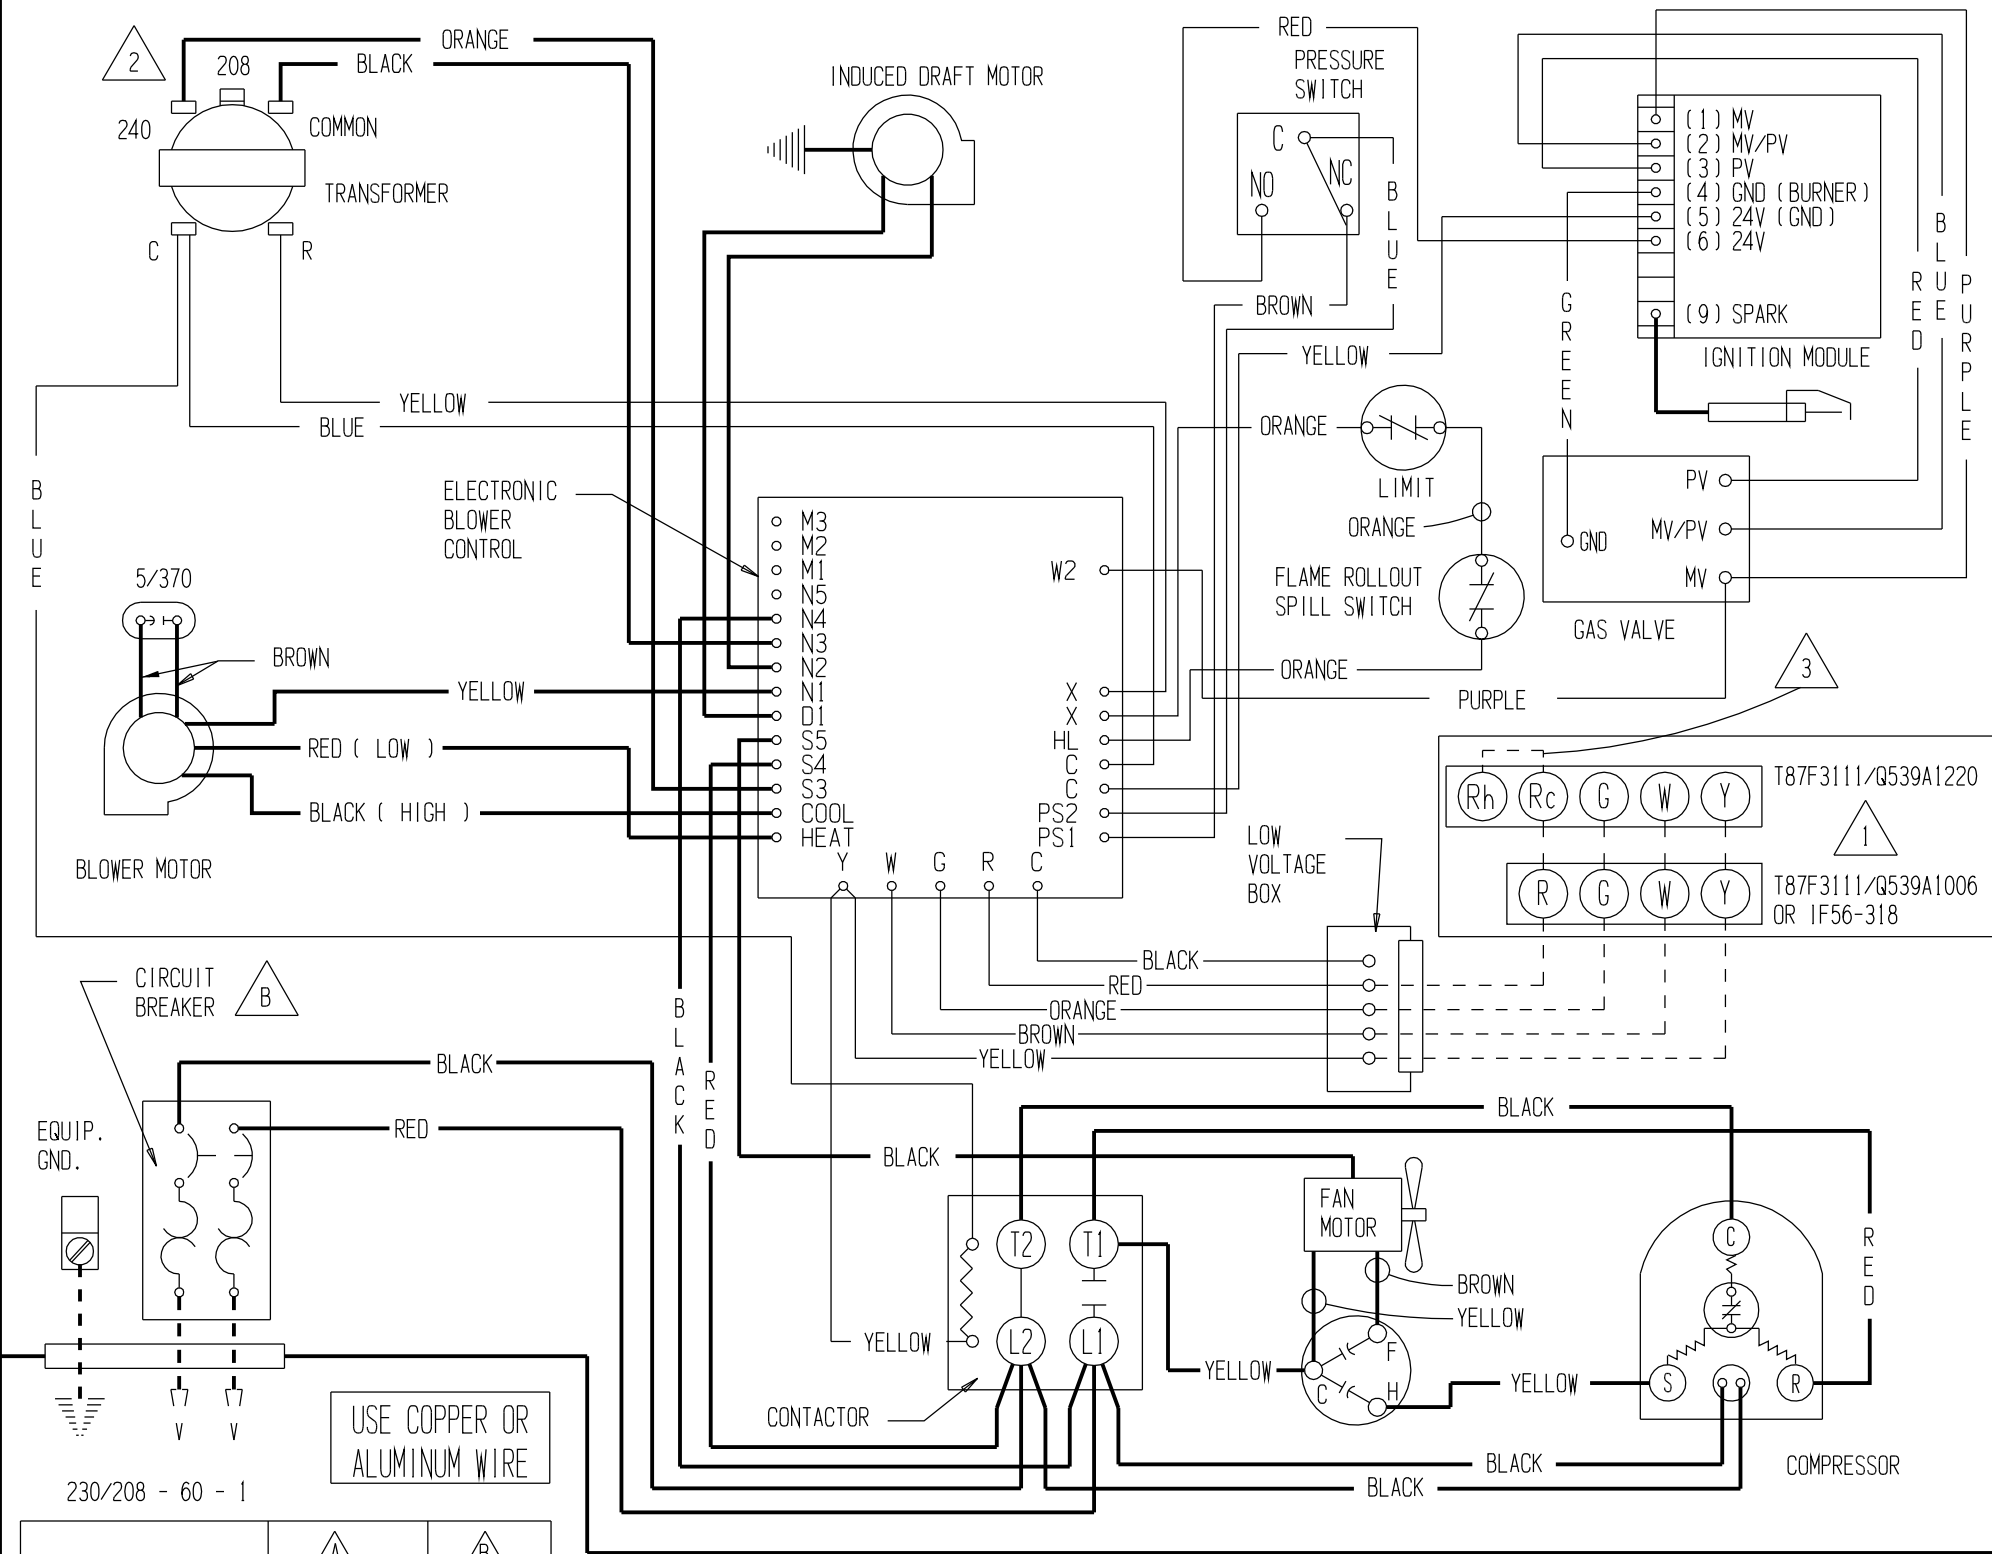 ORANGE
2
208
BLACK
240
COMMON
TRANSFORMER
C
R
INDUCED DRAFT MOTOR
RED
PRESSURE
SWITCH
C
NO
NC
BLUE
BROWN
YELLOW
(1) MV
(2) MV/PV
(3) PV
(4) GND (BURNER)
(5) 24V (GND)
(6) 24V
(9) SPARK
IGNITION MODULE
GREEN
RED
BLUE
PURPLE
YELLOW
BLUE
BLUE
ORANGE
LIMIT
ORANGE
FLAME ROLLOUT
SPILL SWITCH
ORANGE
PV
MV/PV
GND
MV
GAS VALVE
PURPLE
ELECTRONIC
BLOWER
CONTROL
M3
M2
M1
N5
N4
N3
N2
N1
D1
S5
S4
S3
COOL
HEAT
W2
X
X
HL
C
C
PS2
PS1
Y W G R C
5/370
BROWN
YELLOW
RED ( LOW )
BLACK ( HIGH )
BLOWER MOTOR
3
Rh Rc G W Y
T87F3111/Q539A1220
1
R G W Y
T87F3111/Q539A1006
OR IF56-318
LOW
VOLTAGE
BOX
BLACK
RED
ORANGE
BROWN
YELLOW
CIRCUIT
BREAKER
B
BLACK
RED
EQUIP.
GND.
V V
230/208 - 60 - 1
USE COPPER OR
ALUMINUM WIRE
BLACK
RED
BLACK
BLACK
T2 T1
L2 L1
YELLOW
CONTACTOR
FAN
MOTOR
BROWN
YELLOW
YELLOW
F
C
H
YELLOW
C
S
R
RED
BLACK
BLACK
COMPRESSOR
A
B